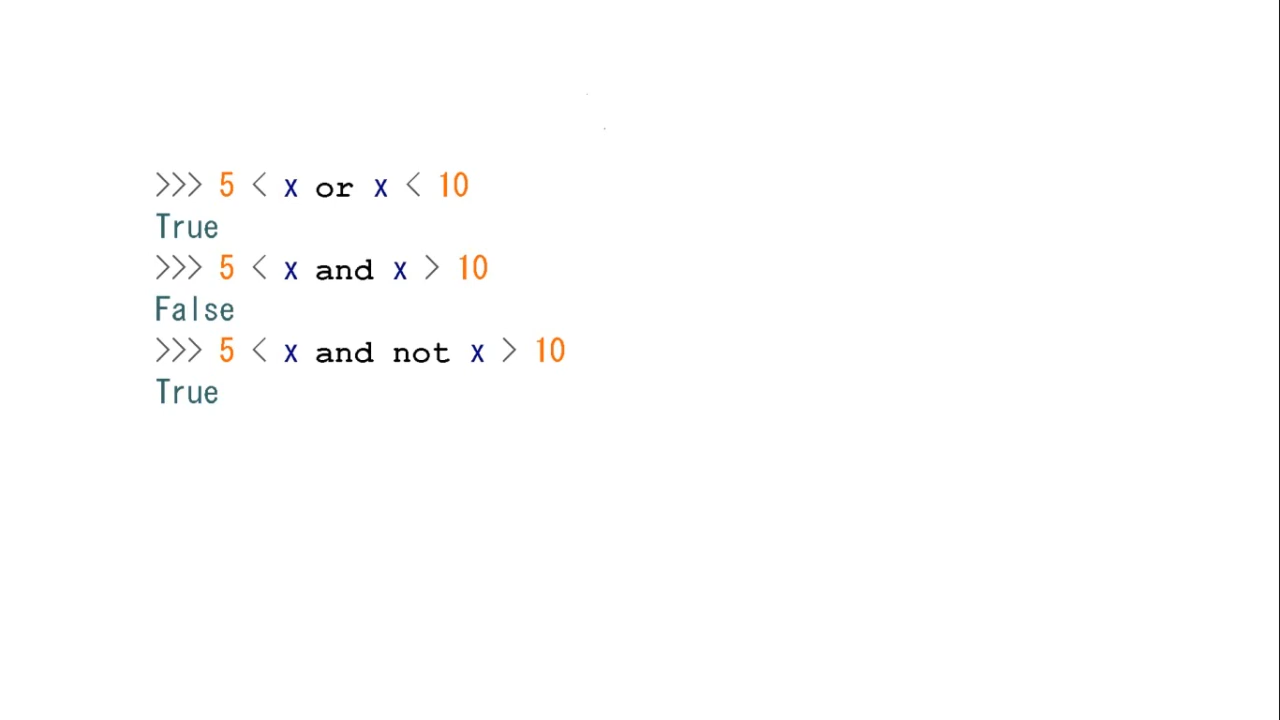 >>> 5 < x or x < 10
True
>>> 5 < x and x > 10
False
>>> 5 < x and not x > 10
True